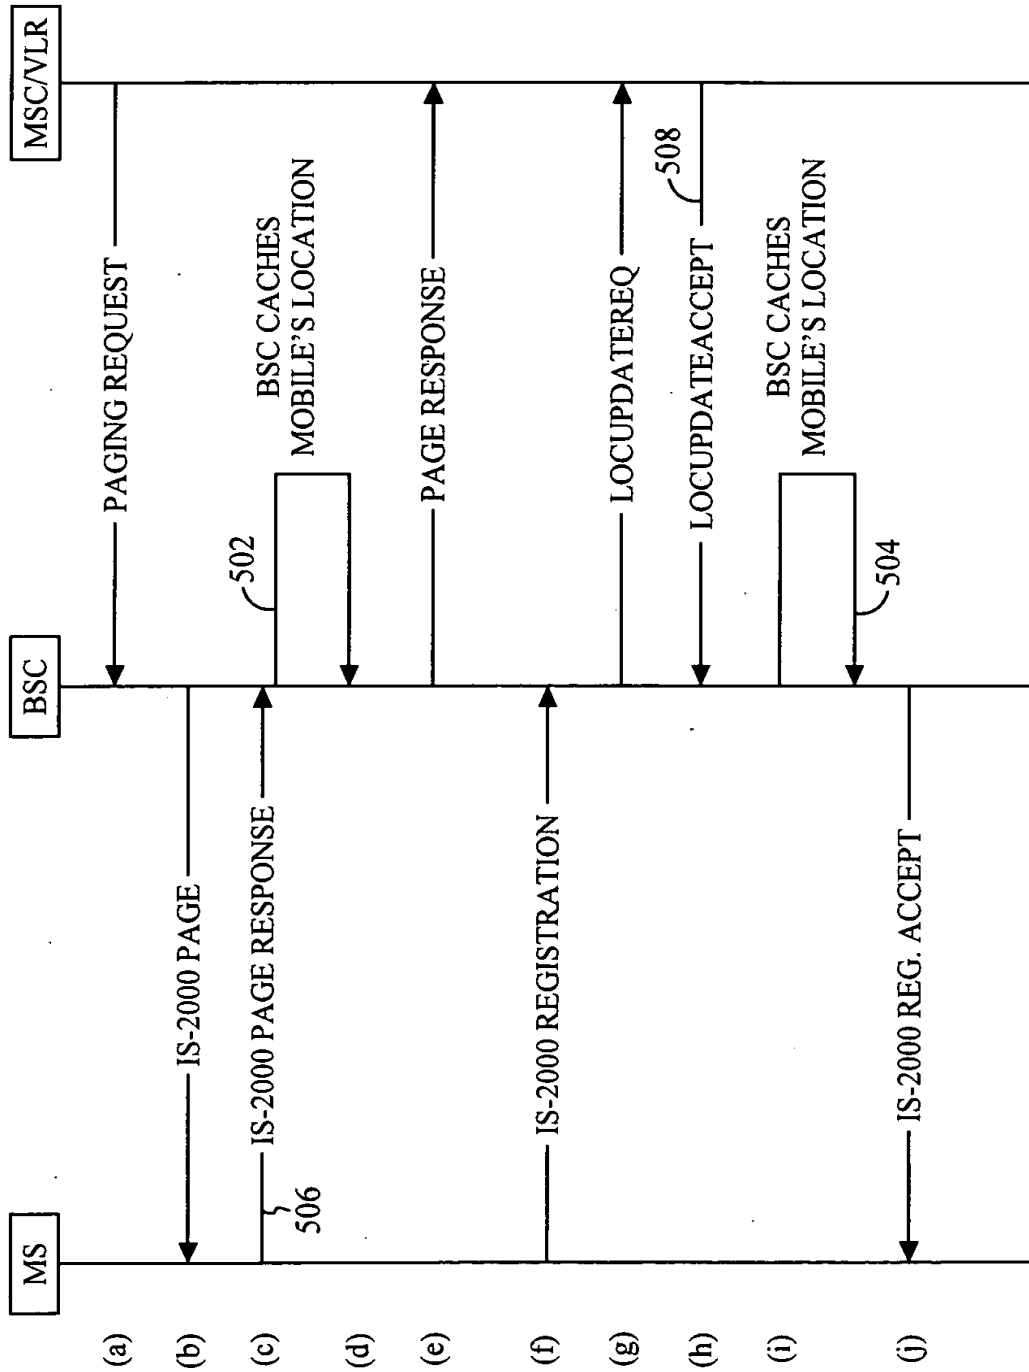 MS
BSC
MSC/VLR
(a)
PAGING REQUEST
(b)
IS-2000 PAGE
(c)
IS-2000 PAGE RESPONSE
506
502
BSC CACHES
MOBILE'S LOCATION
(d)
(e)
PAGE RESPONSE
(f)
IS-2000 REGISTRATION
(g)
LOCUPDATEREQ
(h)
LOCUPDATEACCEPT
508
(i)
BSC CACHES
MOBILE'S LOCATION
504
(j)
IS-2000 REG. ACCEPT